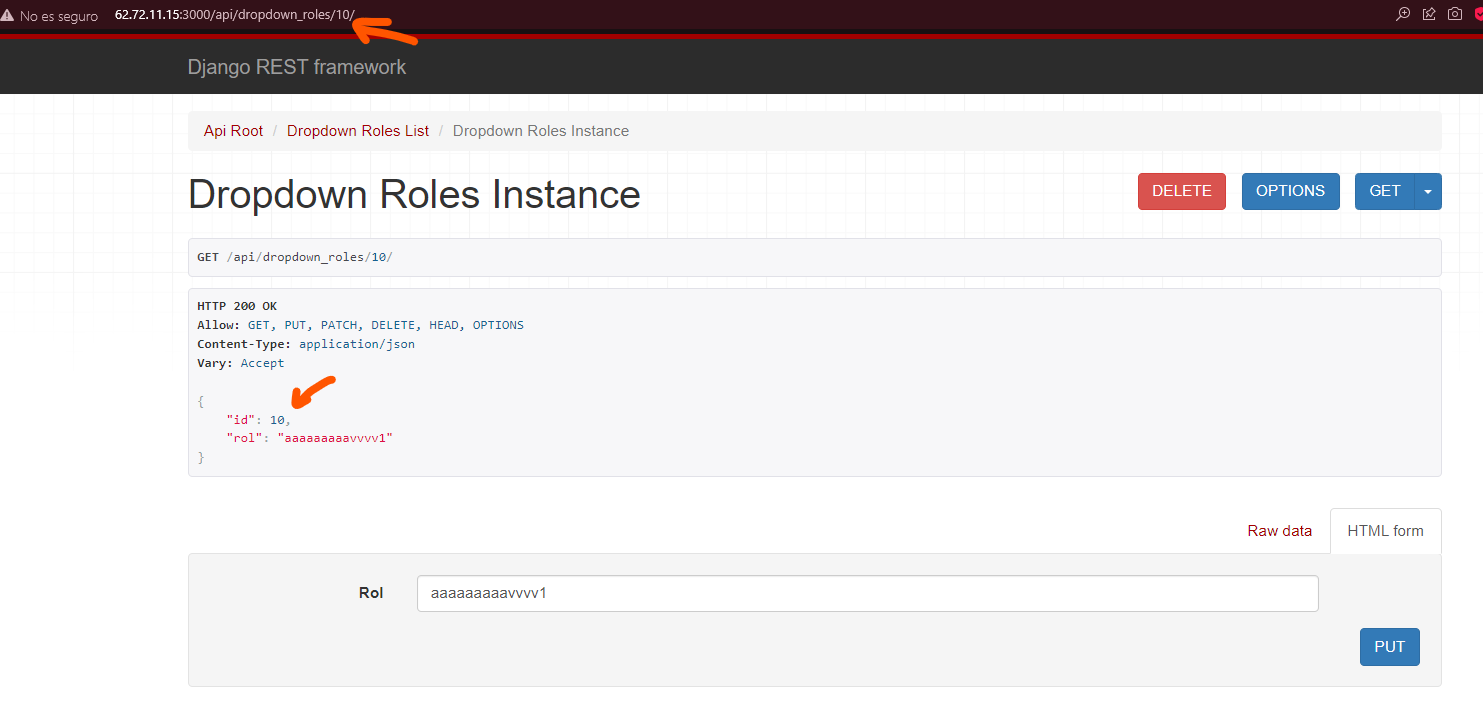 No es seguro 62.72.11.15:3000/api/dropdown_roles/10/
Django REST framework
Api Root / Dropdown Roles List / Dropdown Roles Instance
Dropdown Roles Instance
DELETE OPTIONS GET
GET /api/dropdown_roles/10/
HTTP 200 OK
Allow: GET, PUT, PATCH, DELETE, HEAD, OPTIONS
Content-Type: application/json
Vary: Accept
{
"id": 10,
"rol": "aaaaaaaaavvvv1"
}
Raw data HTML form
Rol aaaaaaaaavvvv1
PUT